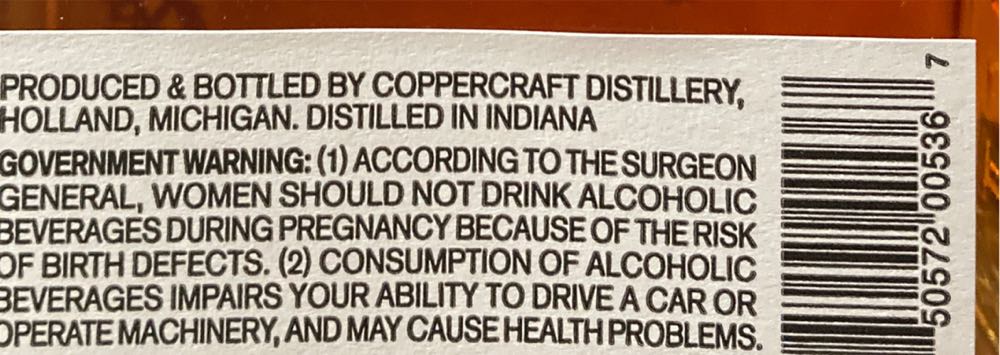 PRODUCED & BOTTLED BY COPPERCRAFT DISTILLERY,
HOLLAND, MICHIGAN. DISTILLED IN INDIANA
GOVERNMENT WARNING: (1) ACCORDING TO THE SURGEON
GENERAL, WOMEN SHOULD NOT DRINK ALCOHOLIC
BEVERAGES DURING PREGNANCY BECAUSE OF THE RISK
OF BIRTH DEFECTS. (2) CONSUMPTION OF ALCOHOLIC
BEVERAGES IMPAIRS YOUR ABILITY TO DRIVE A CAR OR
OPERATE MACHINERY, AND MAY CAUSE HEALTH PROBLEMS.
50572 00536 7